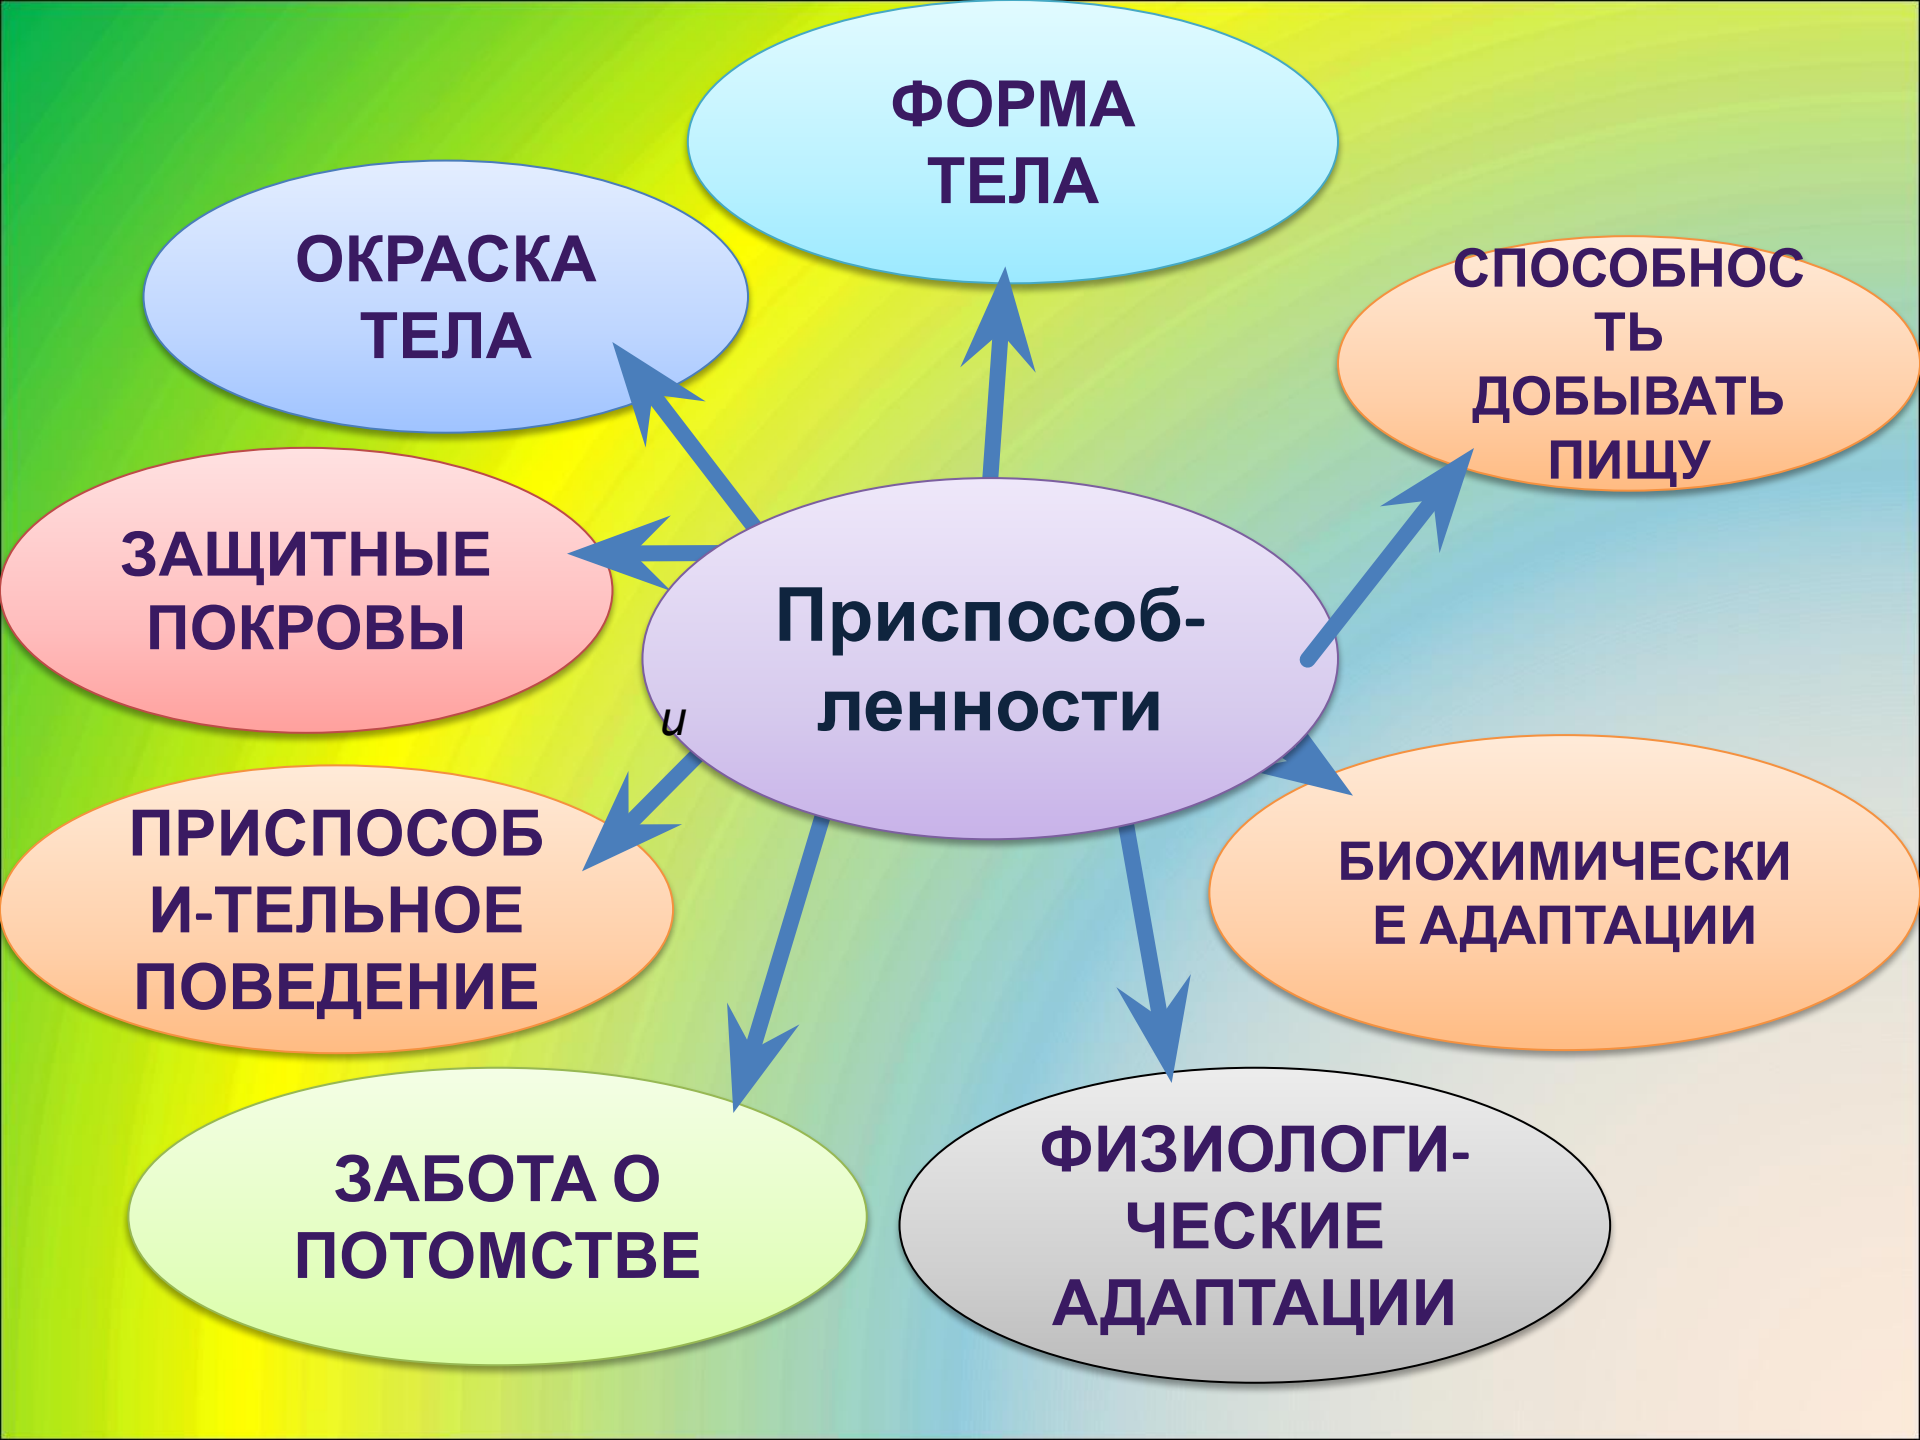 ФОРМА
ТЕЛА
ОКРАСКА
ТЕЛА
СПОСОБНОС
ТЬ
ДОБЫВАТЬ
ПИЩУ
ЗАЩИТНЫЕ
ПОКРОВЫ
Приспособ-
ленности
и
ПРИСПОСОБ
И-ТЕЛЬНОЕ
ПОВЕДЕНИЕ
БИОХИМИЧЕСКИ
Е АДАПТАЦИИ
ЗАБОТА О
ПОТОМСТВЕ
ФИЗИОЛОГИ-
ЧЕСКИЕ
АДАПТАЦИИ